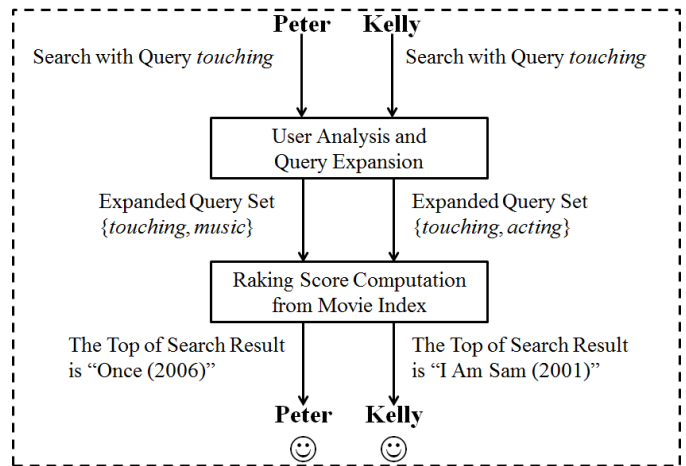 Peter Kelly
Search with Query touching Search with Query touching
User Analysis and
Query Expansion
Expanded Query Set Expanded Query Set
{touching, music} {touching, acting}
Raking Score Computation
from Movie Index
The Top of Search Result The Top of Search Result
is “Once (2006)” is “I Am Sam (2001)”
Peter Kelly